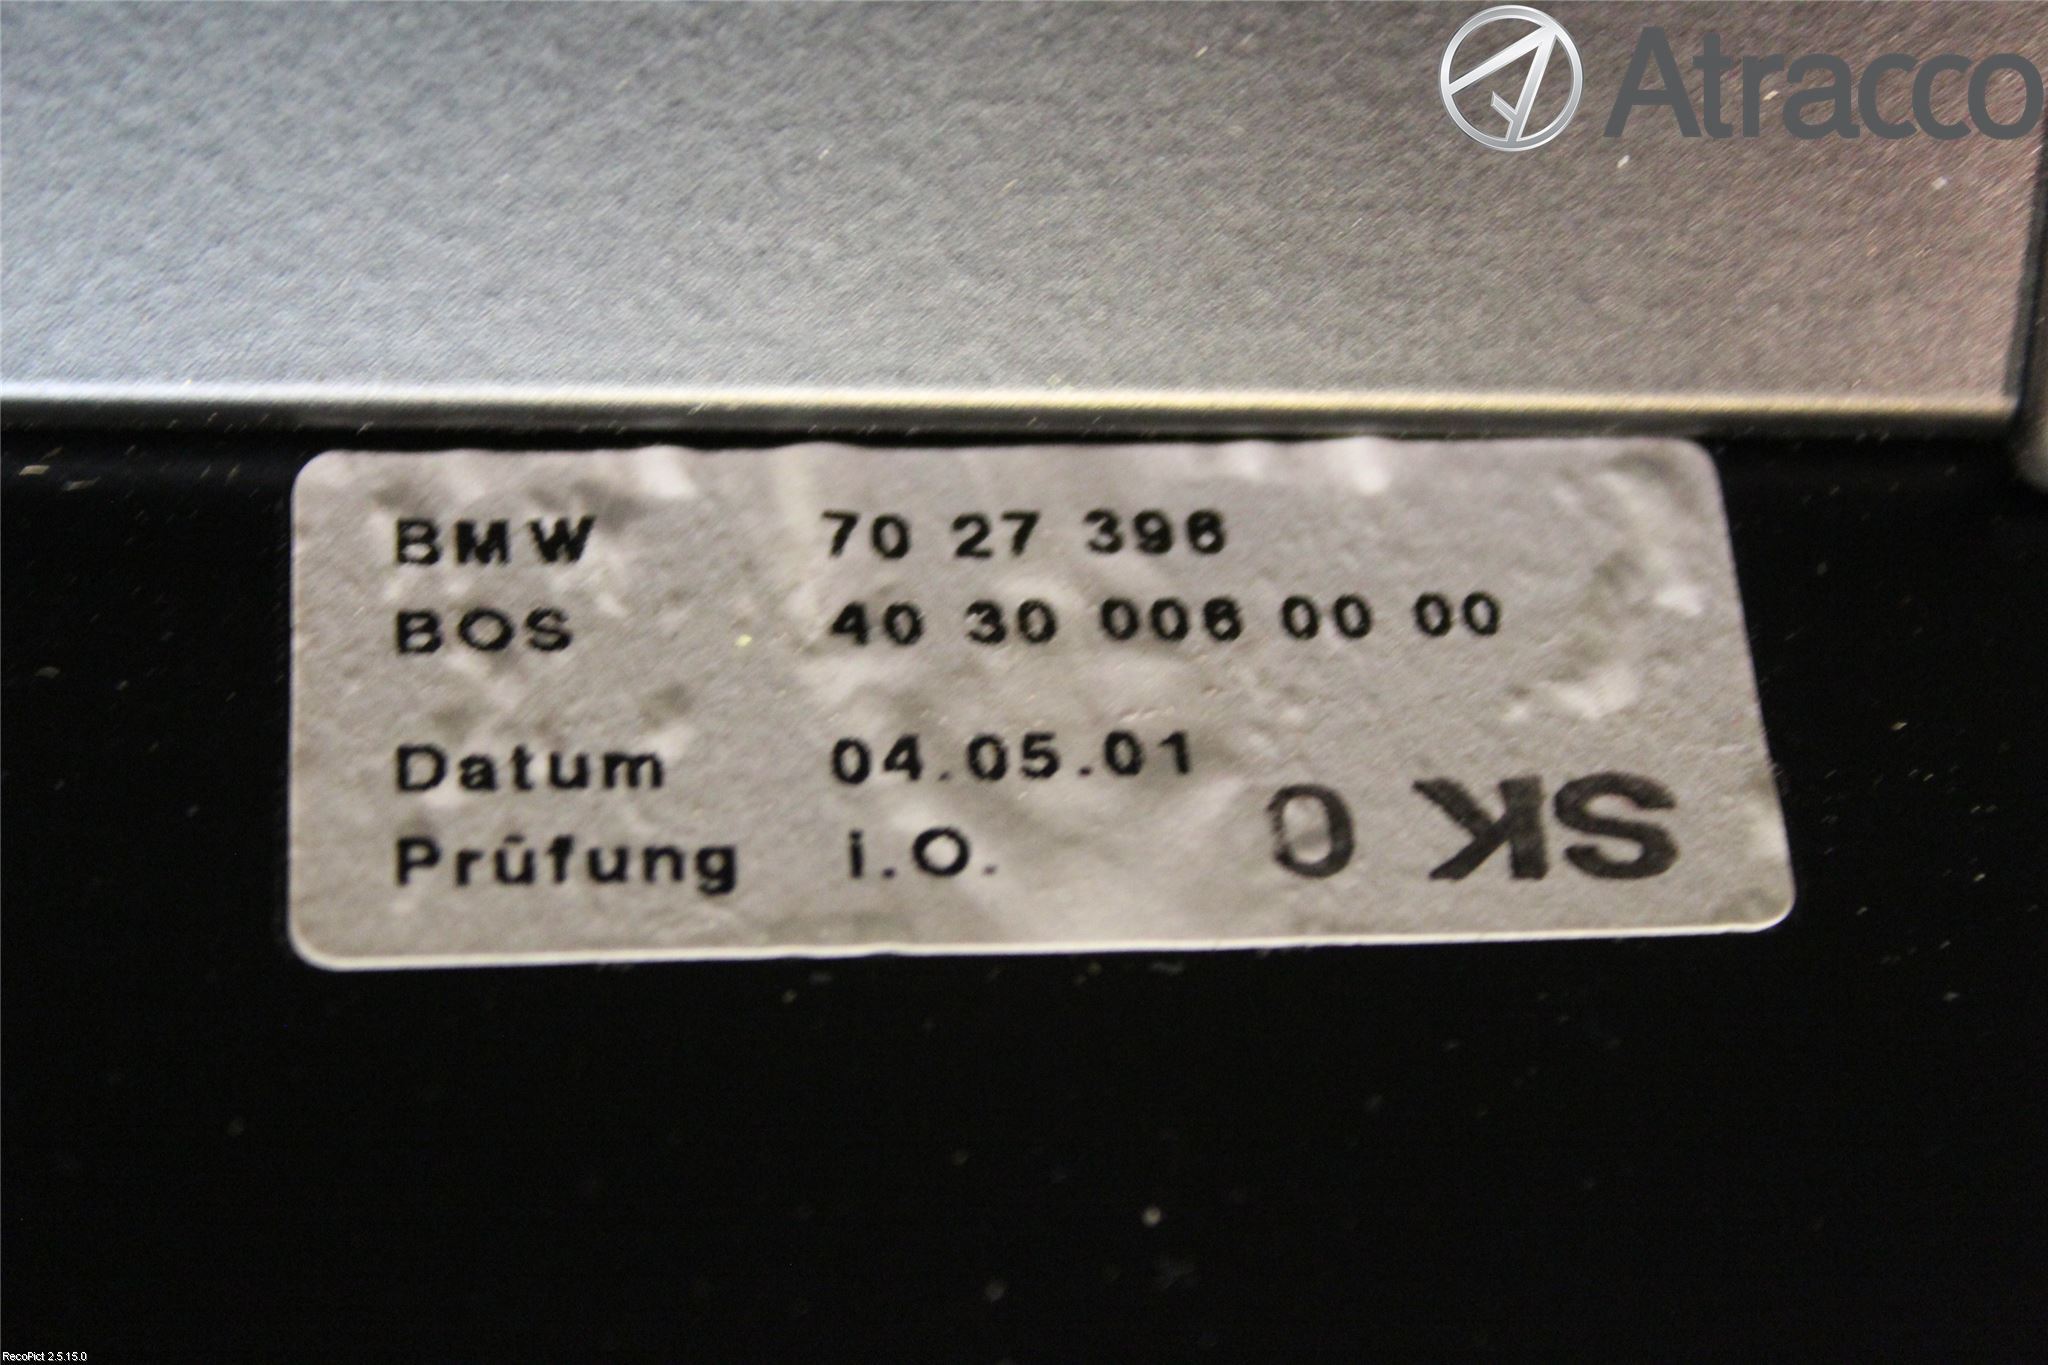 Atracco
BMW 70 27 396
BOS 40 30 006 00 00
Datum 04.05.01
Prüfung i.O.
SK 0
RecoPict 2.5.15.0